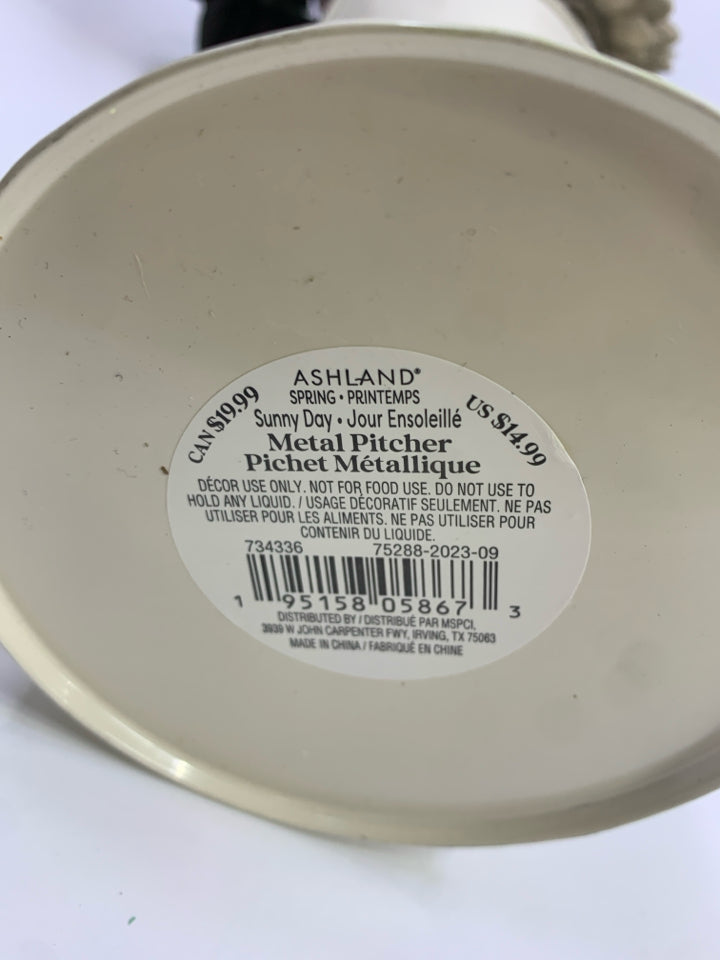 ASHLAND®
SPRING • PRINTEMPS
CAN $19.99
US $14.99
Sunny Day • Jour Ensoleillé
Metal Pitcher
Pichet Métallique
DÉCOR USE ONLY. NOT FOR FOOD USE. DO NOT USE TO
HOLD ANY LIQUID. / USAGE DÉCORATIF SEULEMENT. NE PAS
UTILISER POUR LES ALIMENTS. NE PAS UTILISER POUR
CONTENIR DU LIQUIDE.
734336 75288-2023-09
1 95158 05867 3
DISTRIBUTED BY / DISTRIBUÉ PAR MSPCI,
3939 W JOHN CARPENTER FWY, IRVING, TX 75063
MADE IN CHINA / FABRIQUÉ EN CHINE